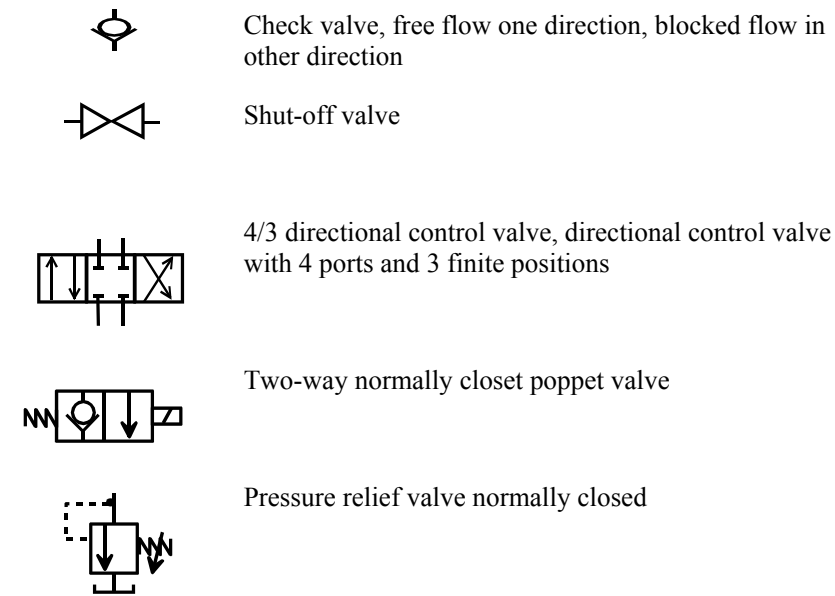 Check valve, free flow one direction, blocked flow in
other direction
Shut-off valve
4/3 directional control valve, directional control valve
with 4 ports and 3 finite positions
Two-way normally closet poppet valve
Pressure relief valve normally closed